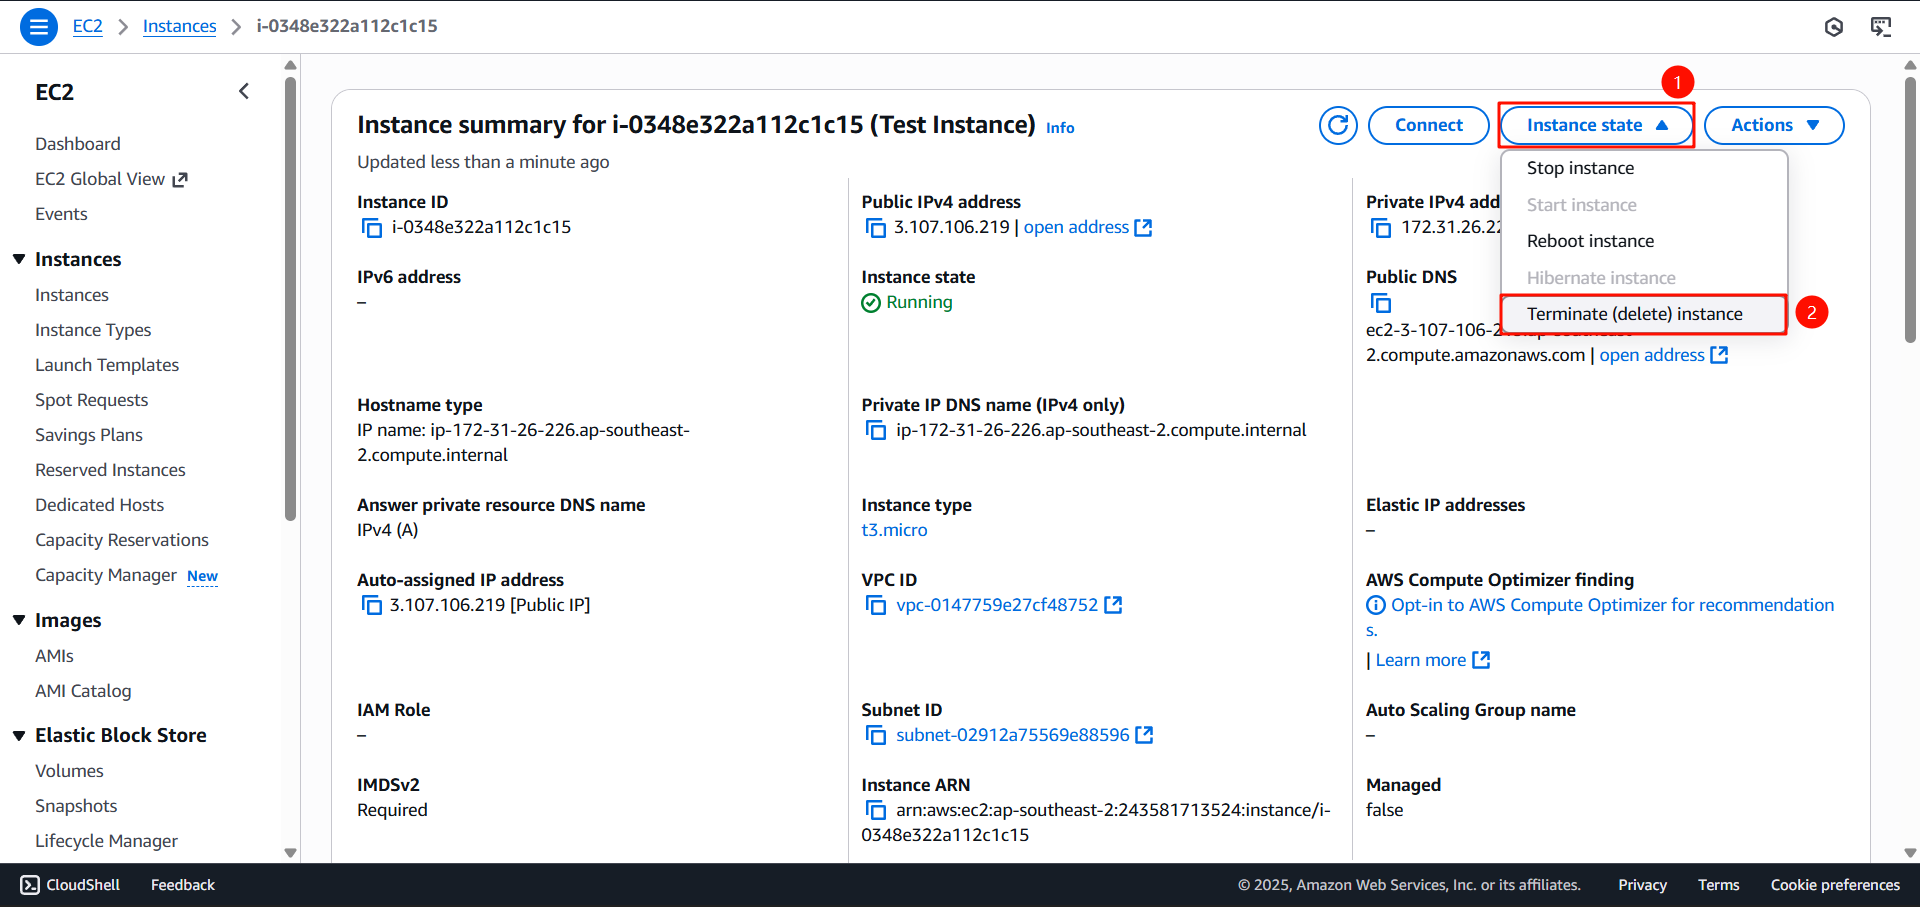 EC2 > Instances > i-0348e322a112c1c15
EC2
Dashboard
EC2 Global View
Events
Instances
Instances
Instance Types
Launch Templates
Spot Requests
Savings Plans
Reserved Instances
Dedicated Hosts
Capacity Reservations
Capacity Manager New
Images
AMIs
AMI Catalog
Elastic Block Store
Volumes
Snapshots
Lifecycle Manager
Instance summary for i-0348e322a112c1c15 (Test Instance) Info
Updated less than a minute ago
Connect
1
Instance state
Actions
Stop instance
Start instance
Reboot instance
Hibernate instance
Terminate (delete) instance
2
Instance ID
i-0348e322a112c1c15
Public IPv4 address
3.107.106.219 | open address
Private IPv4 add
172.31.26.22
IPv6 address
–
Instance state
Running
Public DNS
ec2-3-107-106-
2.compute.amazonaws.com | open address
Hostname type
IP name: ip-172-31-26-226.ap-southeast-
2.compute.internal
Private IP DNS name (IPv4 only)
ip-172-31-26-226.ap-southeast-2.compute.internal
Answer private resource DNS name
IPv4 (A)
Instance type
t3.micro
Elastic IP addresses
–
Auto-assigned IP address
3.107.106.219 [Public IP]
VPC ID
vpc-0147759e27cf48752
AWS Compute Optimizer finding
Opt-in to AWS Compute Optimizer for recommendation
s.
| Learn more
IAM Role
–
Subnet ID
subnet-02912a75569e88596
Auto Scaling Group name
–
IMDSv2
Required
Instance ARN
arn:aws:ec2:ap-southeast-2:243581713524:instance/i-
0348e322a112c1c15
Managed
false
CloudShell
Feedback
© 2025, Amazon Web Services, Inc. or its affiliates.
Privacy
Terms
Cookie preferences